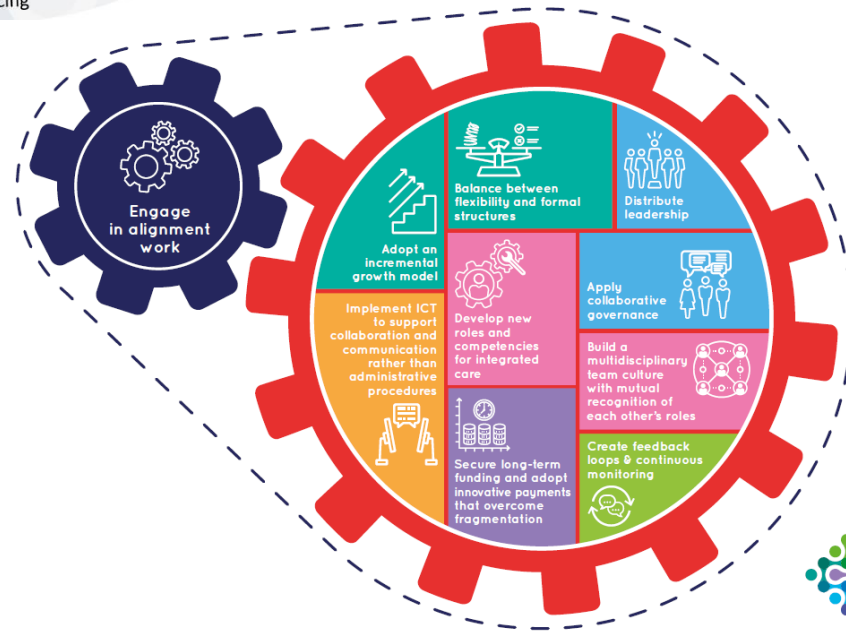 Engage
in alignment
work
Adopt an
incremental
growth model
Balance between
flexibility and formal
structures
Distribute
leadership
Implement ICT
to support
collaboration and
communication
rather than
administrative
procedures
Develop new
roles and
competencies
for integrated
care
Apply
collaborative
governance
Build a
multidisciplinary
team culture
with mutual
recognition of
each other's roles
Secure long-term
funding and adopt
innovative payments
that overcome
fragmentation
Create feedback
loops & continuous
monitoring